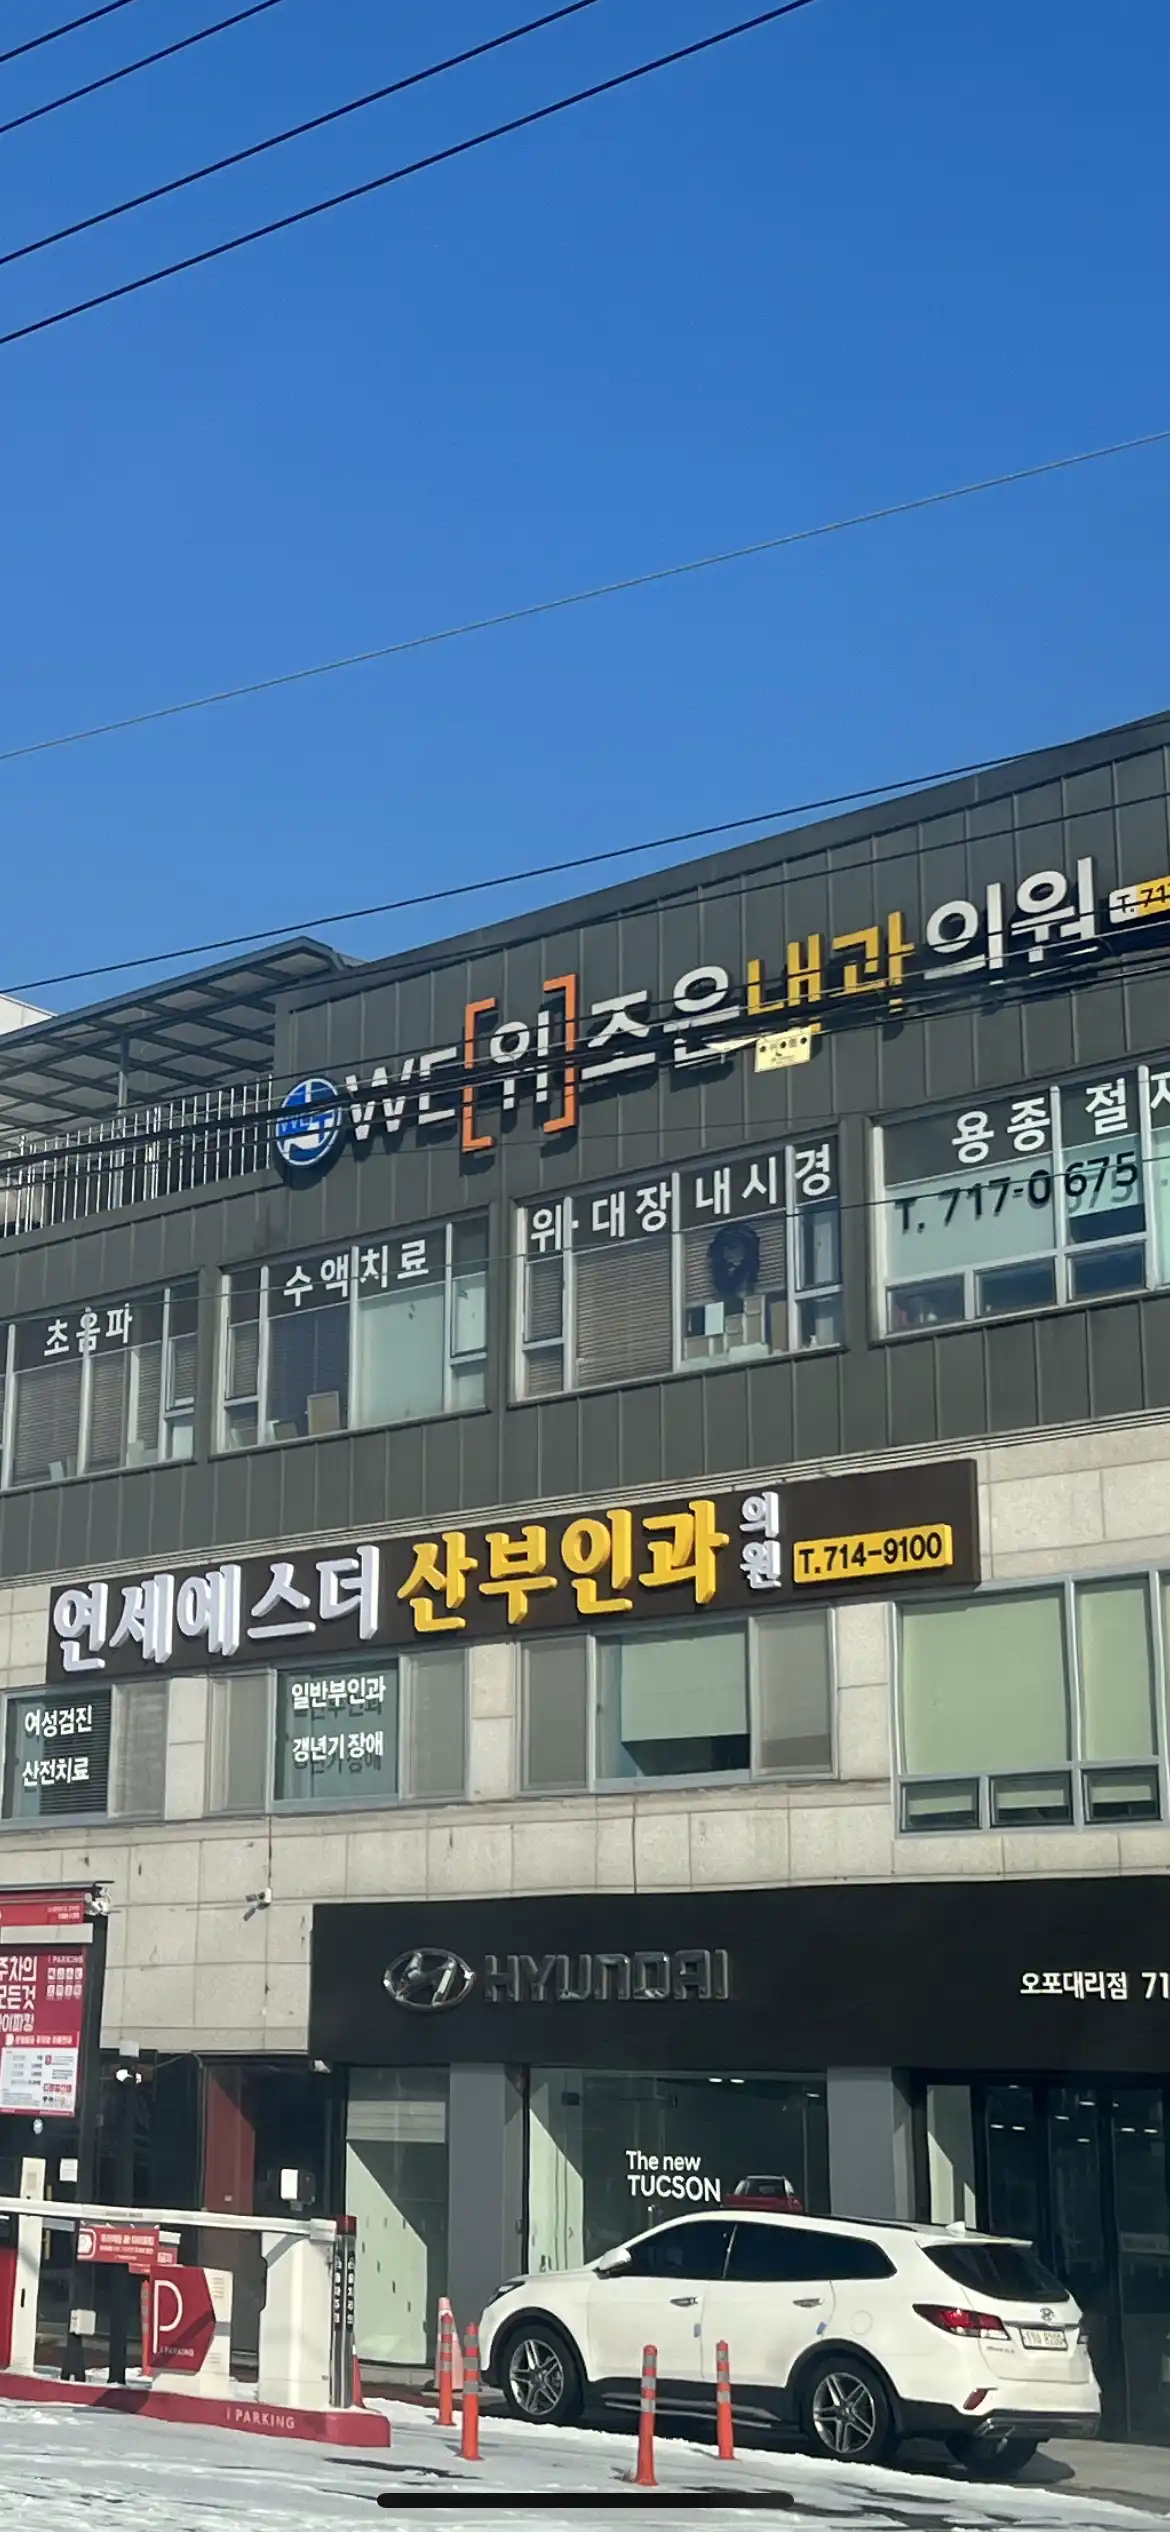 WE[위]조은내과의원
용종절
T. 717-0675
위·대장내시경
수액치료
초음파
연세에스더 산부인과 의원 T.714-9100
여성검진
산전치료
일반부인과
갱년기장애
HYUNDAI
오포대리점 71
The new
TUCSON
i PARKING